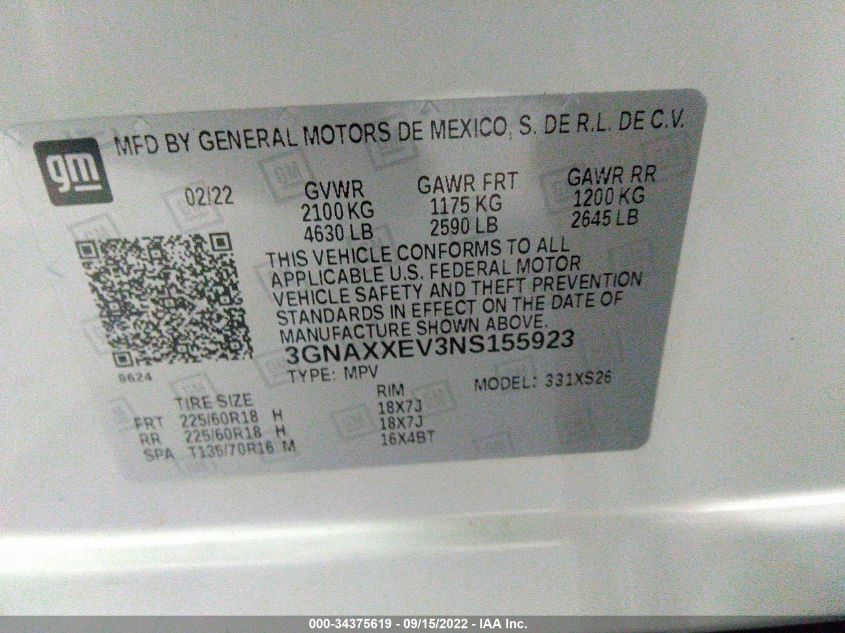 gm
MFD BY GENERAL MOTORS DE MEXICO, S. DE R.L. DE C.V.
02/22 GVWR GAWR FRT GAWR RR
2100 KG 1175 KG 1200 KG
4630 LB 2590 LB 2645 LB
THIS VEHICLE CONFORMS TO ALL
APPLICABLE U.S. FEDERAL MOTOR
VEHICLE SAFETY AND THEFT PREVENTION
STANDARDS IN EFFECT ON THE DATE OF
MANUFACTURE SHOWN ABOVE.
3GNAXXEV3NS155923
9624
TYPE: MPV MODEL: 331XS26
TIRE SIZE RIM
FRT 225/60R18 H 18X7J
RR 225/60R18 H 18X7J
SPA T135/70R16 M 16X4BT
000-34375619 - 09/15/2022 - IAA Inc.